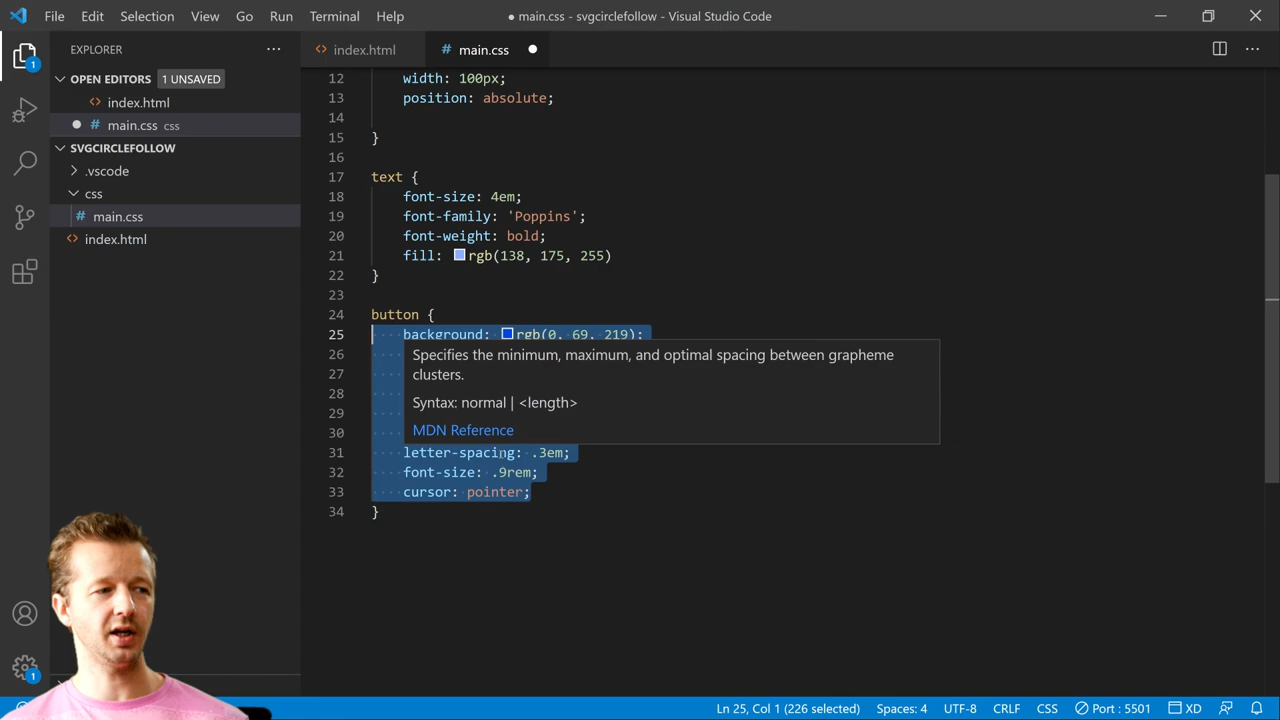 File Edit Selection View Go Run Terminal Help
● main.css - svgcirclefollow - Visual Studio Code
EXPLORER
index.html
# main.css
OPEN EDITORS 1 UNSAVED
index.html
# main.css css
SVGCIRCLEFOLLOW
.vscode
css
# main.css
index.html
1
1
12 width: 100px;
13 position: absolute;
14
15 }
16
17 text {
18 font-size: 4em;
19 font-family: 'Poppins';
20 font-weight: bold;
21 fill: rgb(138, 175, 255)
22 }
23
24 button {
25 background: rgb(0, 69, 219);
26
27
28
29
30
Specifies the minimum, maximum, and optimal spacing between grapheme
clusters.
Syntax: normal | <length>
MDN Reference
31 letter-spacing: .3em;
32 font-size: .9rem;
33 cursor: pointer;
34 }
Ln 25, Col 1 (226 selected) Spaces: 4 UTF-8 CRLF CSS Port : 5501 XD